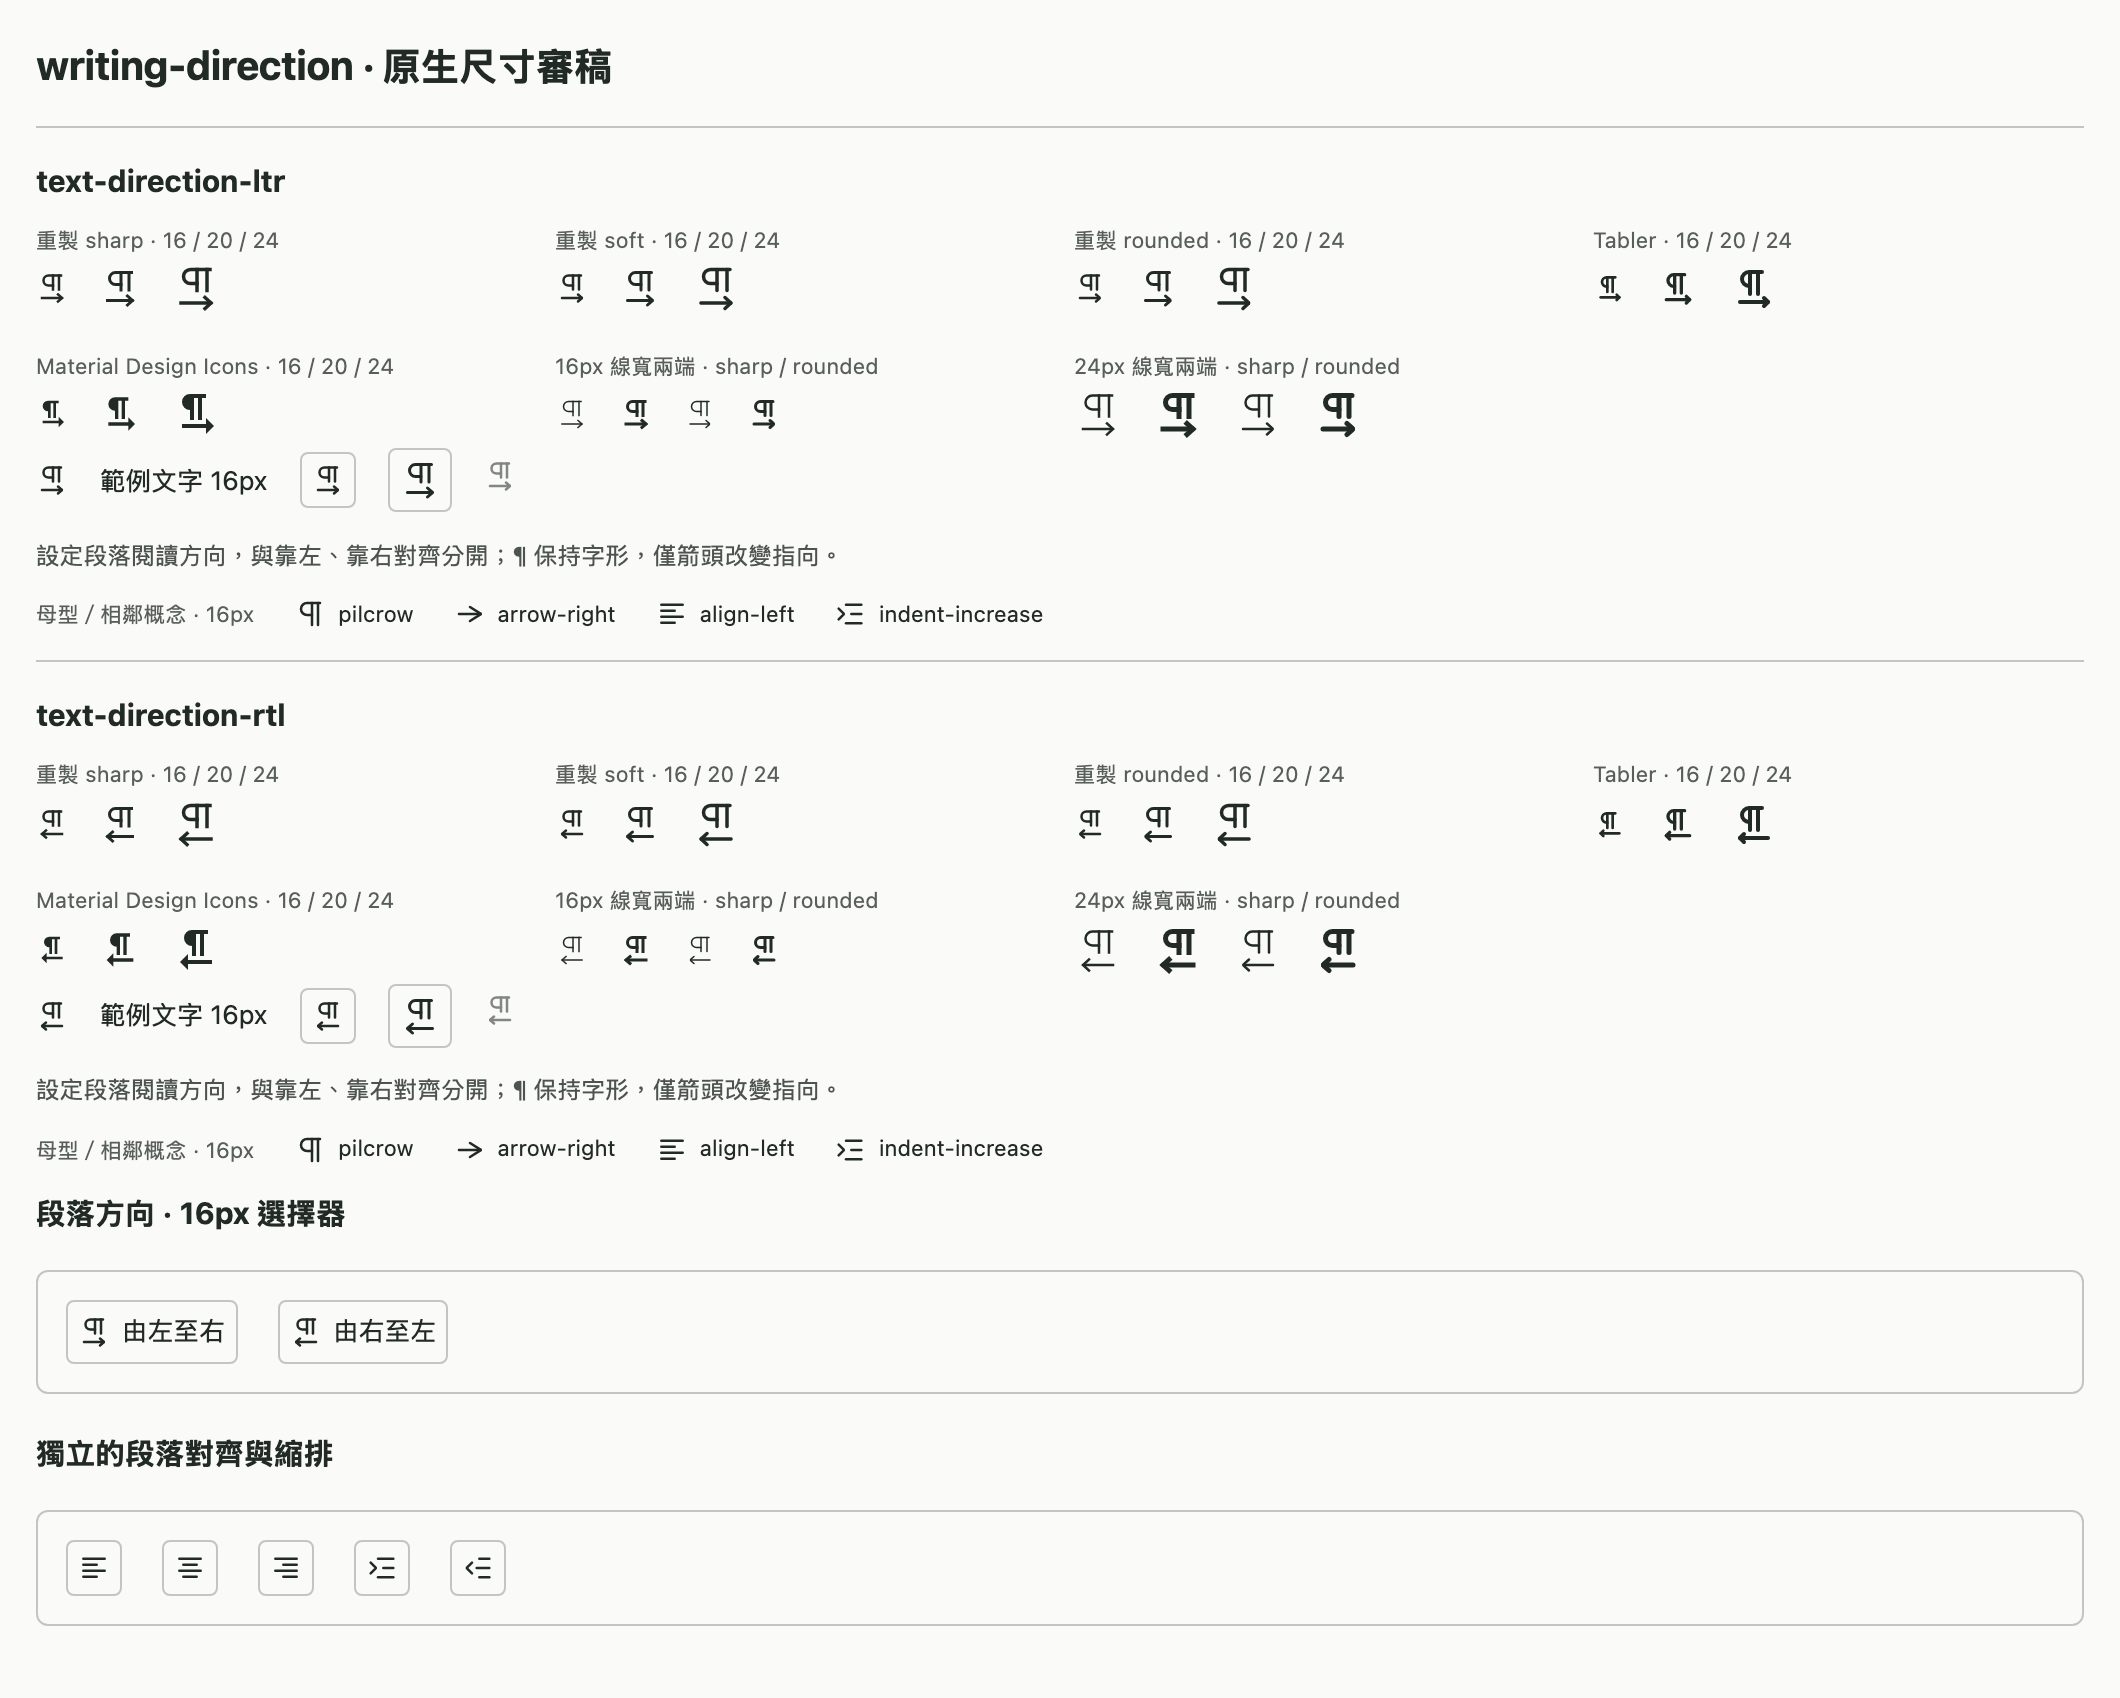 writing-direction · 原生尺寸審稿
text-direction-ltr
重製 sharp · 16 / 20 / 24
重製 soft · 16 / 20 / 24
重製 rounded · 16 / 20 / 24
Tabler · 16 / 20 / 24
Material Design Icons · 16 / 20 / 24
16px 線寬兩端 · sharp / rounded
24px 線寬兩端 · sharp / rounded
範例文字 16px
設定段落閱讀方向，與靠左、靠右對齊分開；¶ 保持字形，僅箭頭改變指向。
母型 / 相鄰概念 · 16px pilcrow arrow-right align-left indent-increase
text-direction-rtl
重製 sharp · 16 / 20 / 24
重製 soft · 16 / 20 / 24
重製 rounded · 16 / 20 / 24
Tabler · 16 / 20 / 24
Material Design Icons · 16 / 20 / 24
16px 線寬兩端 · sharp / rounded
24px 線寬兩端 · sharp / rounded
範例文字 16px
設定段落閱讀方向，與靠左、靠右對齊分開；¶ 保持字形，僅箭頭改變指向。
母型 / 相鄰概念 · 16px pilcrow arrow-right align-left indent-increase
段落方向 · 16px 選擇器
由左至右 由右至左
獨立的段落對齊與縮排